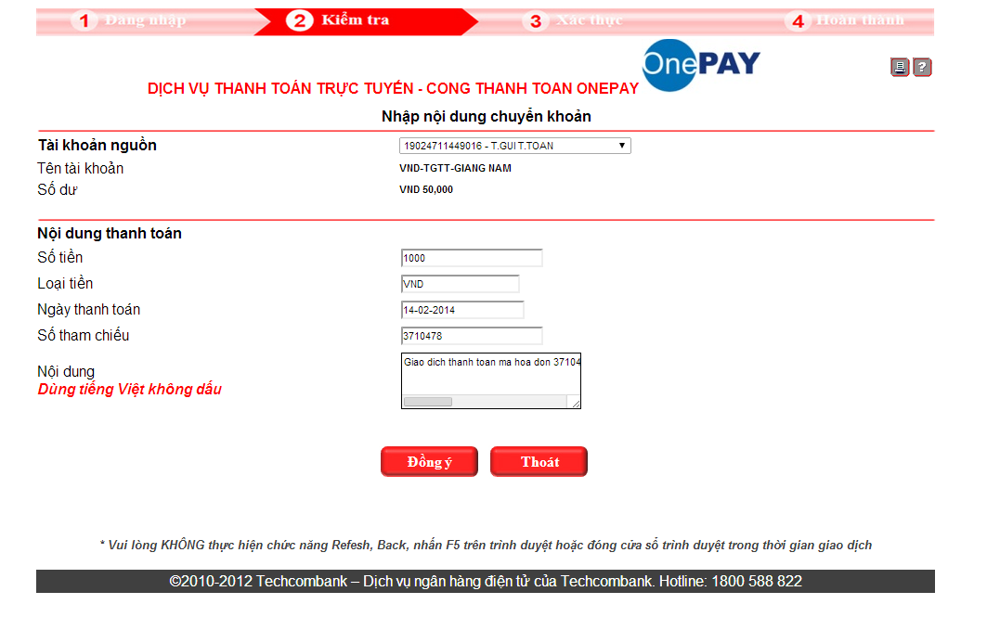 1 Đăng nhập 2 Kiểm tra 3 Xác thực 4 Hoàn thành
OnePAY
?
DỊCH VỤ THANH TOÁN TRỰC TUYẾN - CONG THANH TOAN ONEPAY
Nhập nội dung chuyển khoản
Tài khoản nguồn 19024711449016 - T.GUI T.TOAN
Tên tài khoản VND-TGTT-GIANG NAM
Số dư VND 50,000
Nội dung thanh toán
Số tiền 1000
Loại tiền VND
Ngày thanh toán 14-02-2014
Số tham chiếu 3710478
Giao dich thanh toan ma hoa don 37104
Nội dung
Dùng tiếng Việt không dấu
Đồng ý Thoát
* Vui lòng KHÔNG thực hiện chức năng Refesh, Back, nhấn F5 trên trình duyệt hoặc đóng cửa sổ trình duyệt trong thời gian giao dịch
©2010-2012 Techcombank – Dịch vụ ngân hàng điện tử của Techcombank. Hotline: 1800 588 822